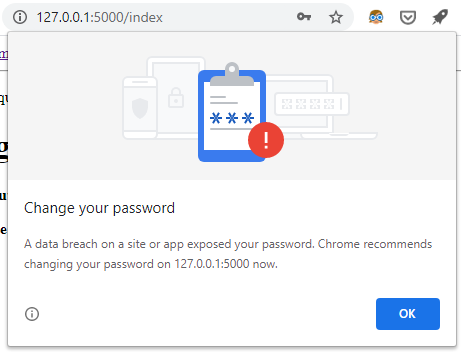 127.0.0.1:5000/index
***
!
Change your password
A data breach on a site or app exposed your password. Chrome recommends
changing your password on 127.0.0.1:5000 now.
OK